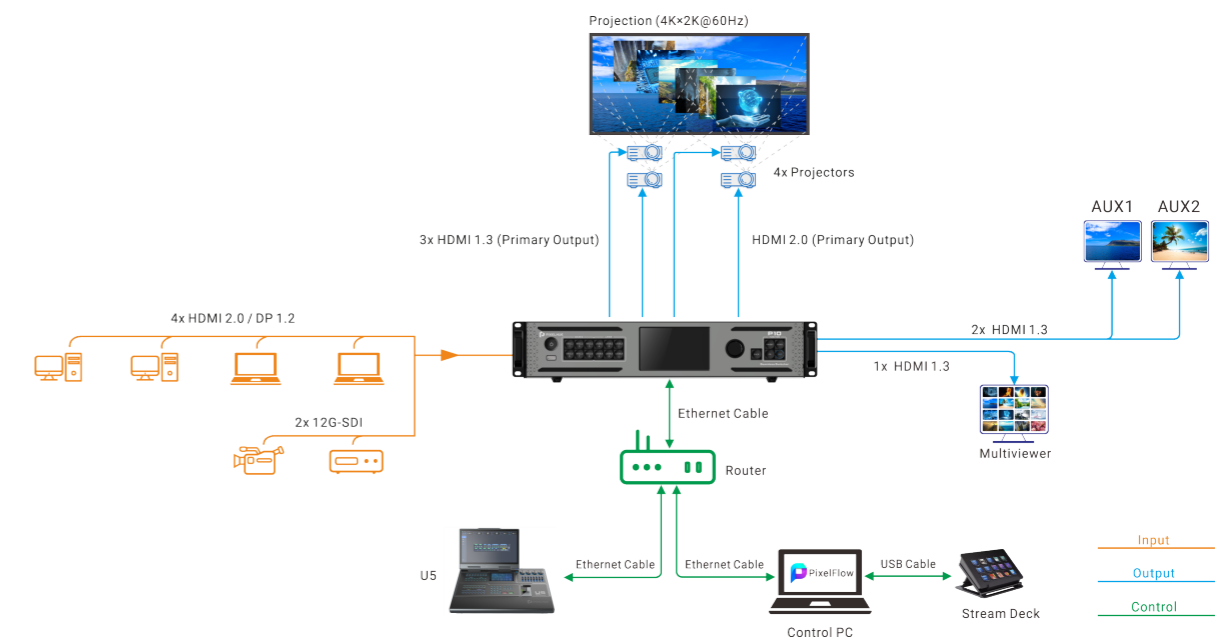 Projection (4K×2K@60Hz)
4x Projectors
AUX1
AUX2
3x HDMI 1.3 (Primary Output)
HDMI 2.0 (Primary Output)
4x HDMI 2.0 / DP 1.2
2x HDMI 1.3
P10
1x HDMI 1.3
Ethernet Cable
2x 12G-SDI
Multiviewer
Router
Input
Ethernet Cable
Ethernet Cable
USB Cable
PixelFlow
Output
U5
Control
Stream Deck
Control PC